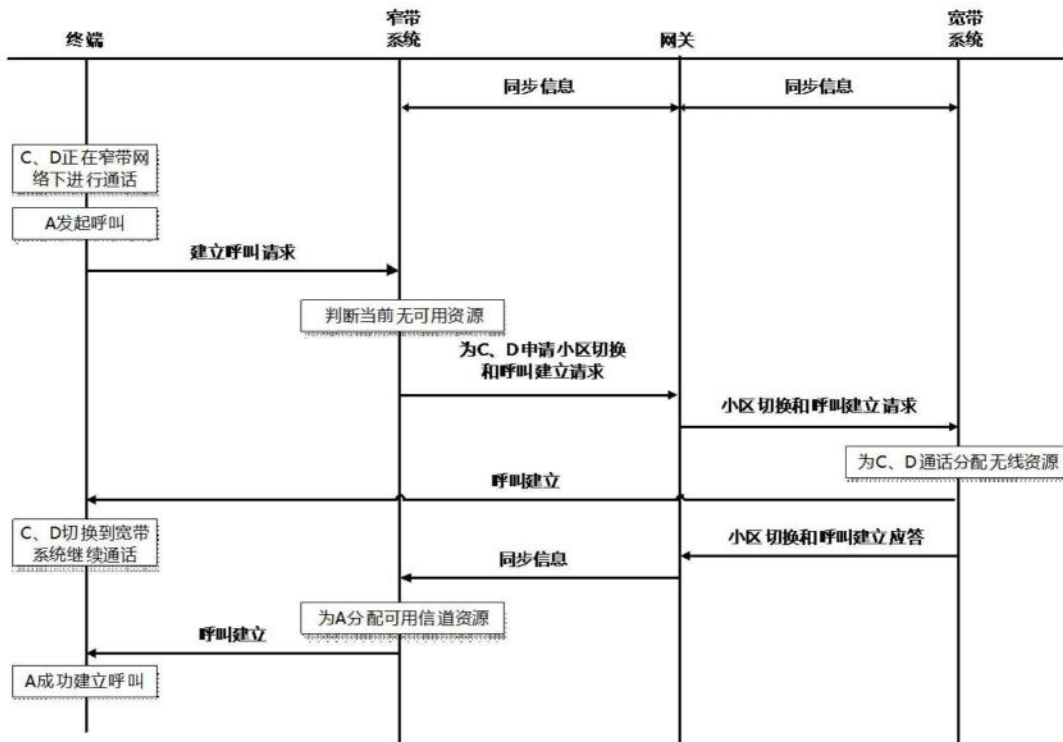 终端
窄带
系统
网关
宽带
系统
同步信息
同步信息
C、D正在窄带网
络下进行通话
A发起呼叫
建立呼叫请求
判断当前无可用资源
为C、D申请小区切换
和呼叫建立请求
小区切换和呼叫建立请求
为C、D通话分配无线资源
呼叫建立
C、D切换到宽带
系统继续通话
小区切换和呼叫建立应答
同步信息
为A分配可用信道资源
呼叫建立
A成功建立呼叫